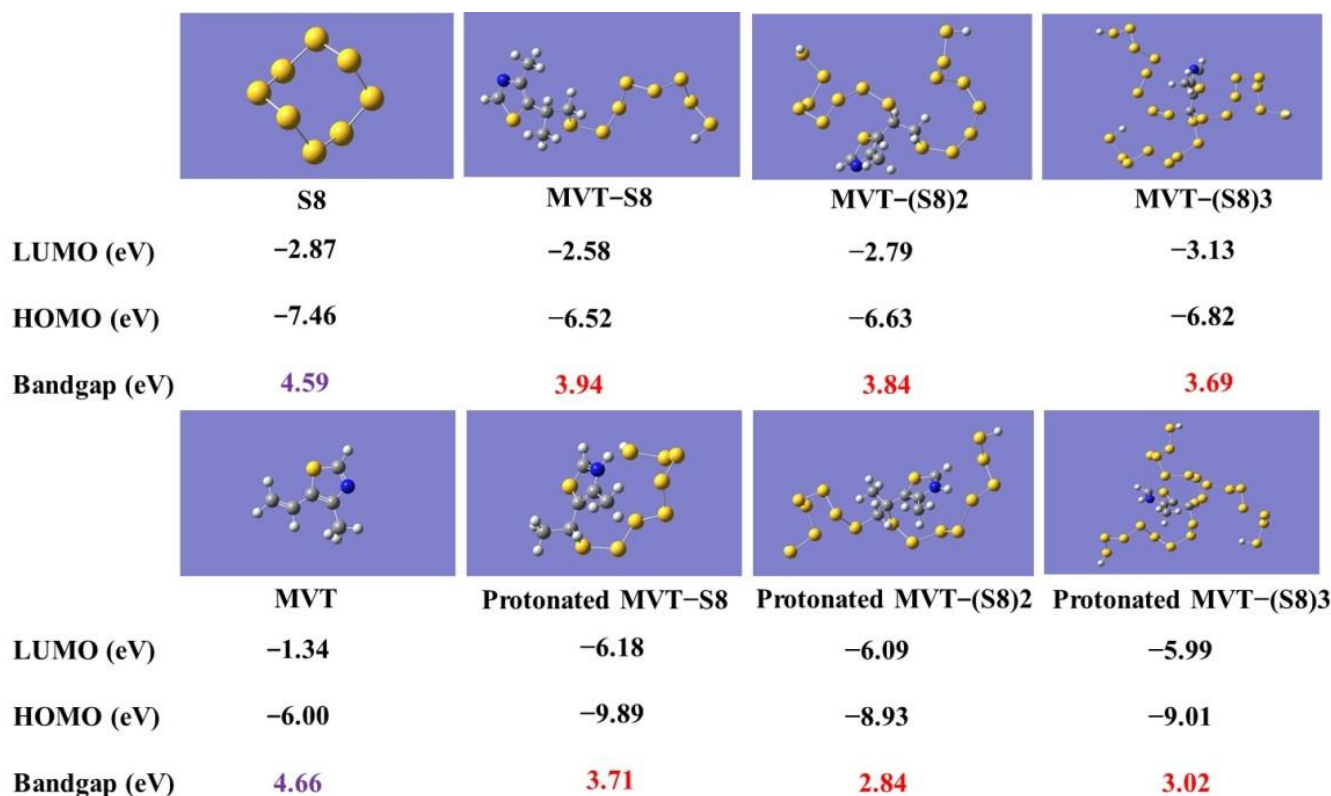 S8 MVT−S8 MVT−(S8)2 MVT−(S8)3
LUMO (eV) −2.87 −2.58 −2.79 −3.13
HOMO (eV) −7.46 −6.52 −6.63 −6.82
Bandgap (eV) 4.59 3.94 3.84 3.69
MVT Protonated MVT−S8 Protonated MVT−(S8)2 Protonated MVT−(S8)3
LUMO (eV) −1.34 −6.18 −6.09 −5.99
HOMO (eV) −6.00 −9.89 −8.93 −9.01
Bandgap (eV) 4.66 3.71 2.84 3.02